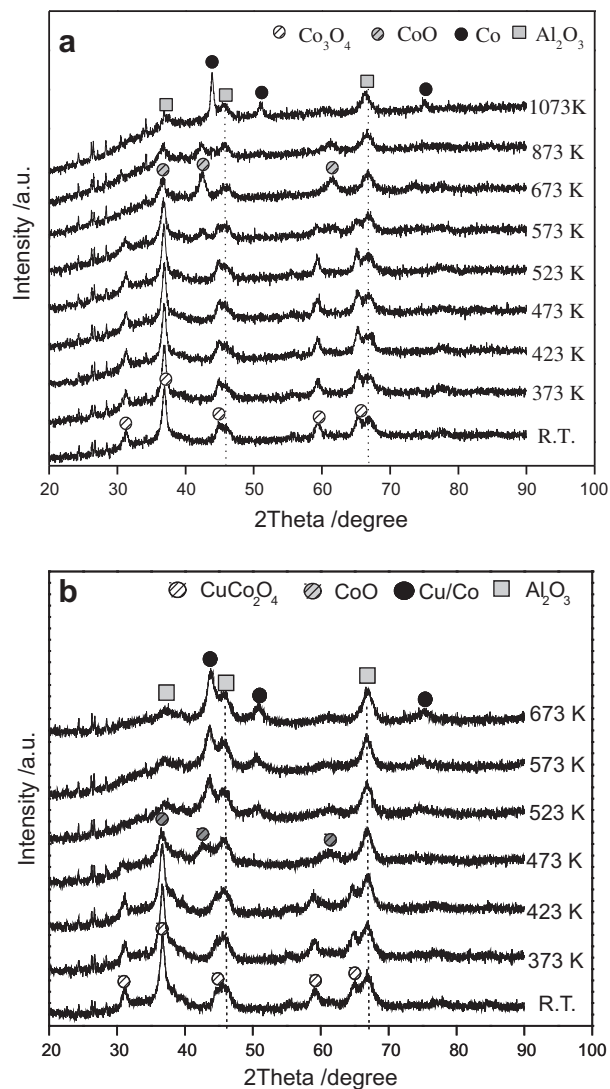 a
Co₃O₄ CoO Co Al₂O₃
1073K
873 K
673 K
573 K
523 K
473 K
423 K
373 K
R.T.
Intensity /a.u.
20 30 40 50 60 70 80 90 100
2Theta /degree
b
CuCo₂O₄ CoO Cu/Co Al₂O₃
673 K
573 K
523 K
473 K
423 K
373 K
R.T.
Intensity /a.u.
20 30 40 50 60 70 80 90 100
2Theta /degree